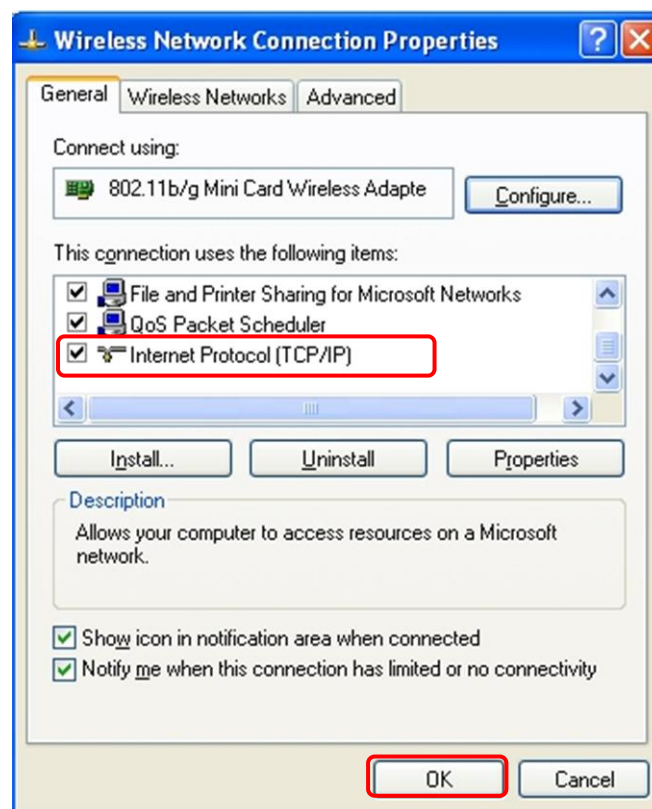 Wireless Network Connection Properties
General Wireless Networks Advanced
Connect using:
802.11b/g Mini Card Wireless Adapte Configure...
This connection uses the following items:
File and Printer Sharing for Microsoft Networks
QoS Packet Scheduler
Internet Protocol (TCP/IP)
Install... Uninstall Properties
Description
Allows your computer to access resources on a Microsoft
network.
Show icon in notification area when connected
Notify me when this connection has limited or no connectivity
OK Cancel